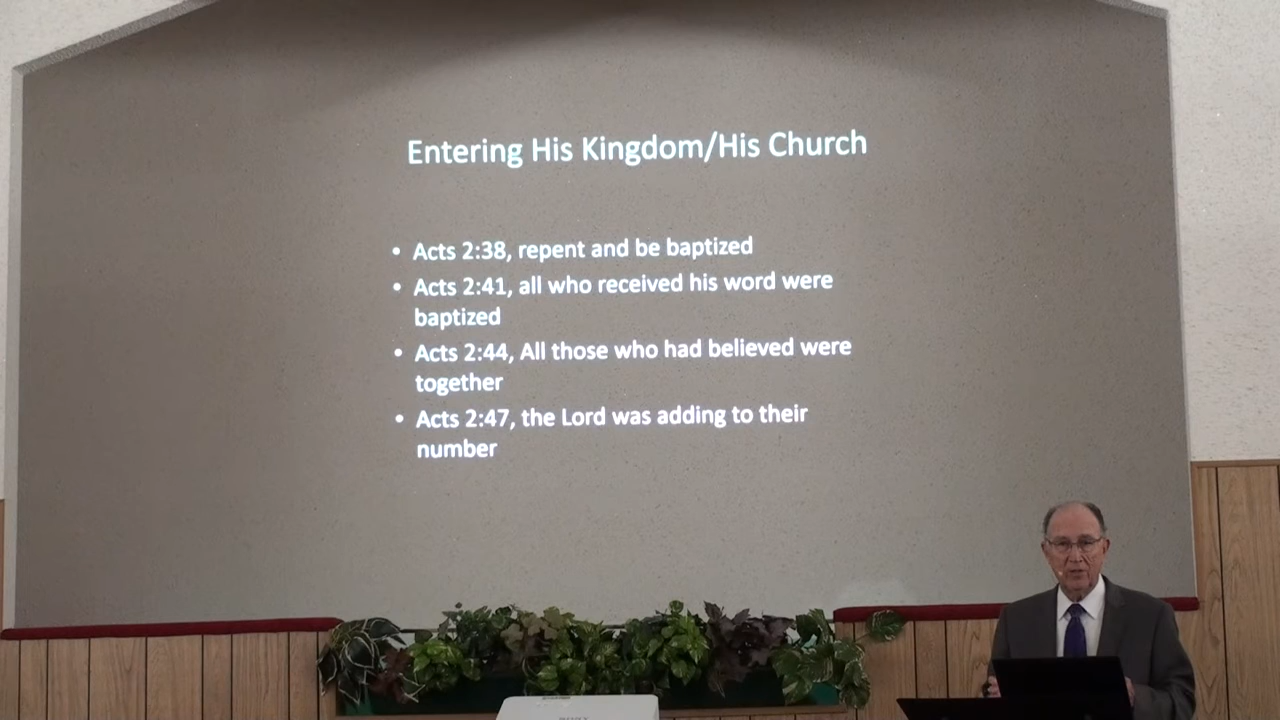 Entering His Kingdom/His Church
• Acts 2:38, repent and be baptized
• Acts 2:41, all who received his word were
baptized
• Acts 2:44, All those who had believed were
together
• Acts 2:47, the Lord was adding to their
number